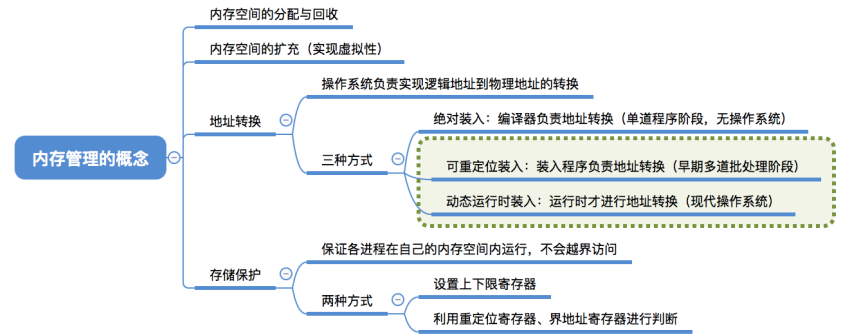 内存管理的概念
内存空间的分配与回收
内存空间的扩充（实现虚拟性）
地址转换
操作系统负责实现逻辑地址到物理地址的转换
三种方式
绝对装入：编译器负责地址转换（单道程序阶段，无操作系统）
可重定位装入：装入程序负责地址转换（早期多道批处理阶段）
动态运行时装入：运行时才进行地址转换（现代操作系统）
存储保护
保证各进程在自己的内存空间内运行，不会越界访问
两种方式
设置上下限寄存器
利用重定位寄存器、界地址寄存器进行判断